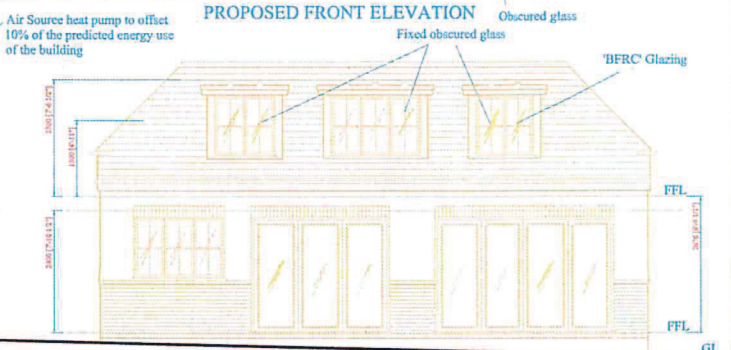 PROPOSED FRONT ELEVATION
Obscured glass
. Air Source heat pump to offset
10% of the predicted energy use
of the building
Fixed obscured glass
'BFRC' Glazing
FFL
FFL
GL